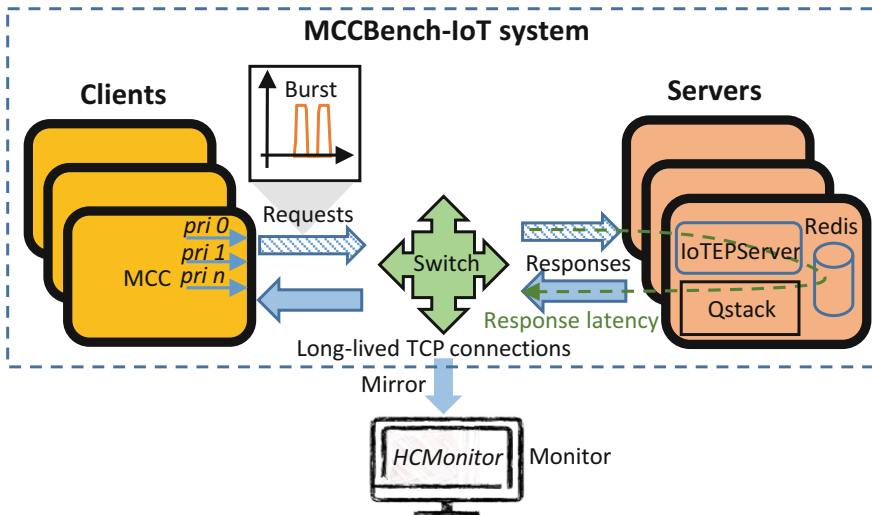 MCCBench-IoT system
Clients
Burst
Servers
pri 0
Requests
pri 1
MCC pri n
Switch
Responses
Redis
IoTEPServer
Qstack
Response latency
Long-lived TCP connections
Mirror
HCMonitor
Monitor